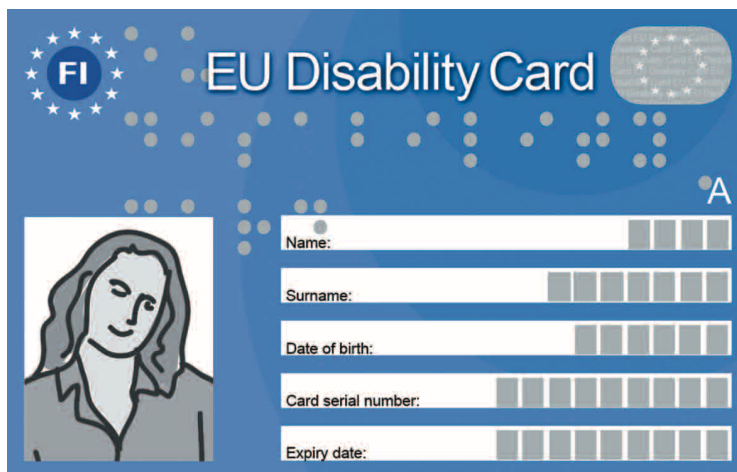 FI
EU Disability Card
A
Name:
Surname:
Date of birth:
Card serial number:
Expiry date: